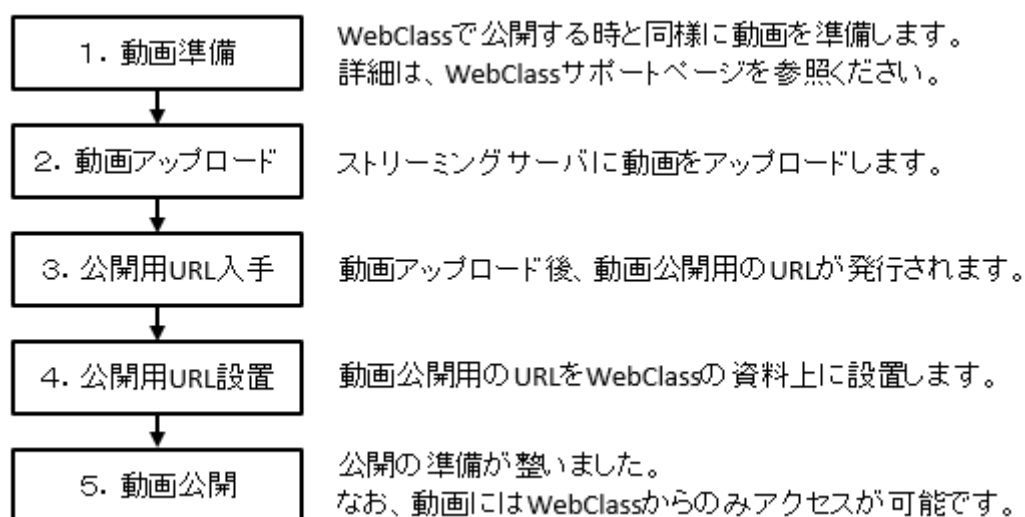 1. 動画準備
WebClassで公開する時と同様に動画を準備します。
詳細は、WebClassサポートページを参照ください。
2. 動画アップロード
ストリーミングサーバに動画をアップロードします。
3. 公開用URL入手
動画アップロード後、動画公開用のURLが発行されます。
4. 公開用URL設置
動画公開用のURLをWebClassの資料上に設置します。
5. 動画公開
公開の準備が整いました。
なお、動画にはWebClassからのみアクセスが可能です。